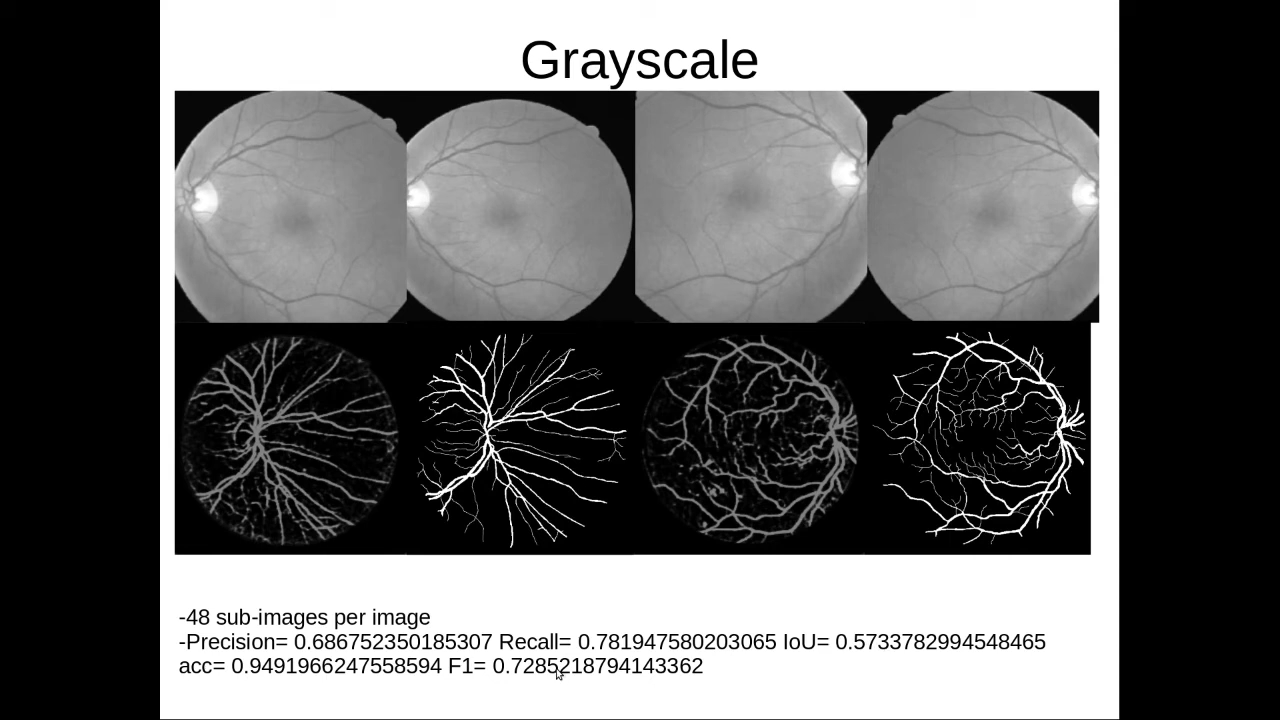 Grayscale
-48 sub-images per image
-Precision= 0.686752350185307 Recall= 0.781947580203065 IoU= 0.5733782994548465
acc= 0.9491966247558594 F1= 0.7285218794143362